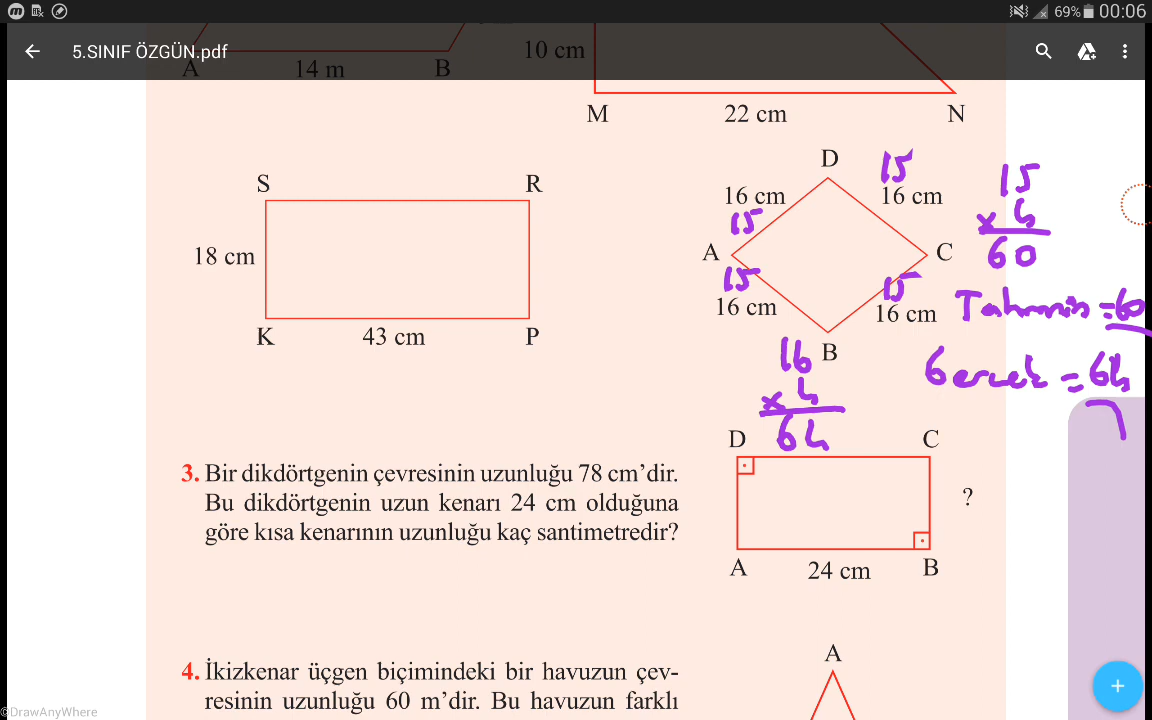 69% 00:06
5.SINIF ÖZGÜN.pdf
A 14 m B 10 cm
M 22 cm N
S R
18 cm
K 43 cm P
D
16 cm 16 cm
A C
16 cm 16 cm
B
15 15
15 15
15
x 4
60
Tahmin = 60
Gerçek = 64
16
x 4
64
3. Bir dikdörtgenin çevresinin uzunluğu 78 cm’dir.
Bu dikdörtgenin uzun kenarı 24 cm olduğuna
göre kısa kenarının uzunluğu kaç santimetredir?
D C
?
A 24 cm B
4. İkizkenar üçgen biçimindeki bir havuzun çev-
resinin uzunluğu 60 m’dir. Bu havuzun farklı
A
©DrawAnyWhere